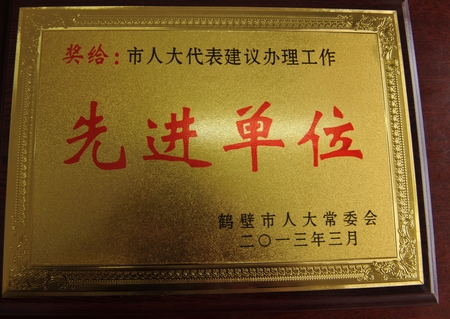 奖给：市人大代表建议办理工作
先进单位
鹤壁市人大常委会
二〇一三年三月